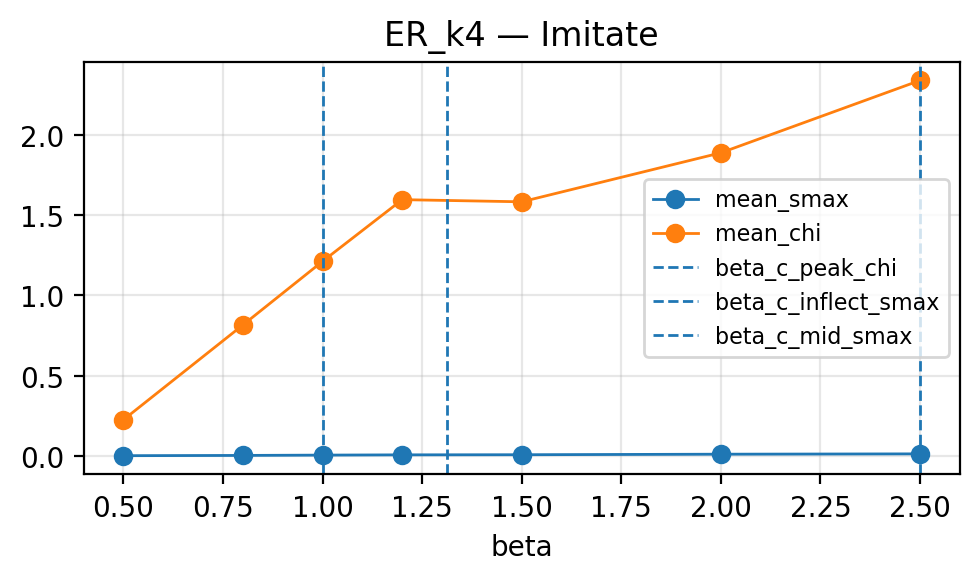 ER_k4 — Imitate
2.0
1.5
1.0
0.5
0.0
mean_smax
mean_chi
beta_c_peak_chi
beta_c_inflect_smax
beta_c_mid_smax
0.50 0.75 1.00 1.25 1.50 1.75 2.00 2.25 2.50
beta